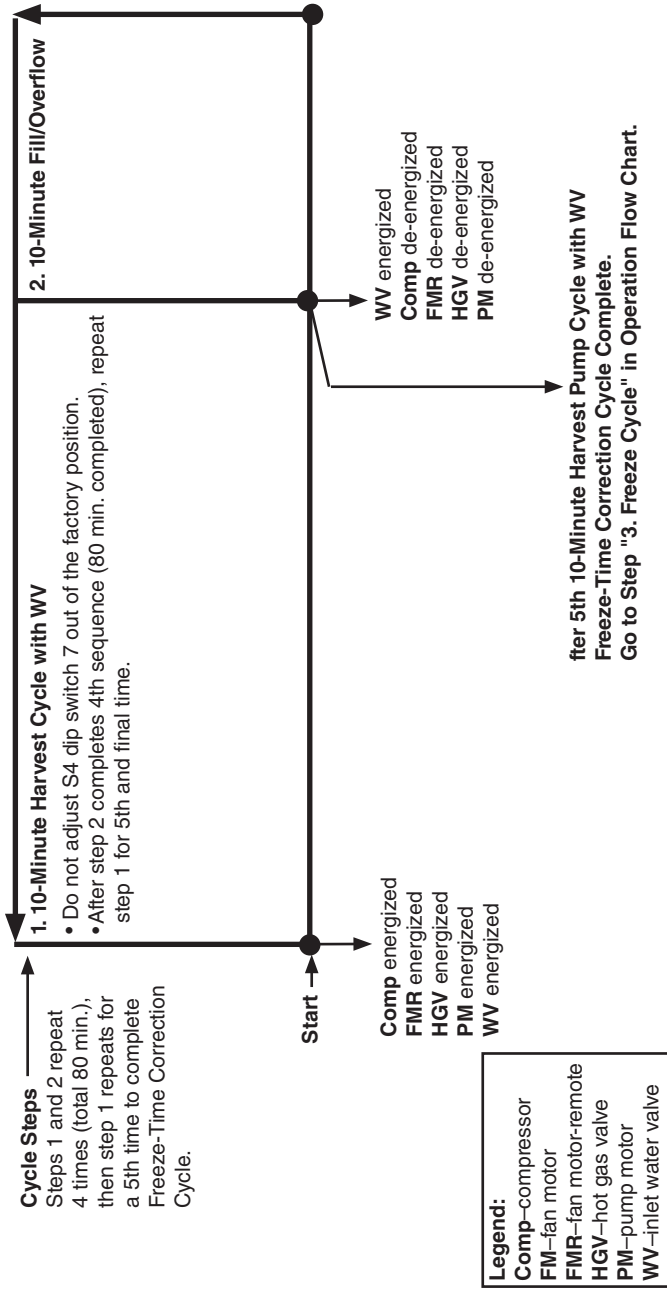 Cycle Steps
Steps 1 and 2 repeat
4 times (total 80 min.),
then step 1 repeats for
a 5th time to complete
Freeze-Time Correction
Cycle.
1. 10-Minute Harvest Cycle with WV
• Do not adjust S4 dip switch 7 out of the factory position.
• After step 2 completes 4th sequence (80 min. completed), repeat
step 1 for 5th and final time.
2. 10-Minute Fill/Overflow
Start
Comp energized
FMR energized
HGV energized
PM energized
WV energized
WV energized
Comp de-energized
FMR de-energized
HGV de-energized
PM de-energized
fter 5th 10-Minute Harvest Pump Cycle with WV
Freeze-Time Correction Cycle Complete.
Go to Step "3. Freeze Cycle" in Operation Flow Chart.
Legend:
Comp–compressor
FM–fan motor
FMR–fan motor-remote
HGV–hot gas valve
PM–pump motor
WV–inlet water valve